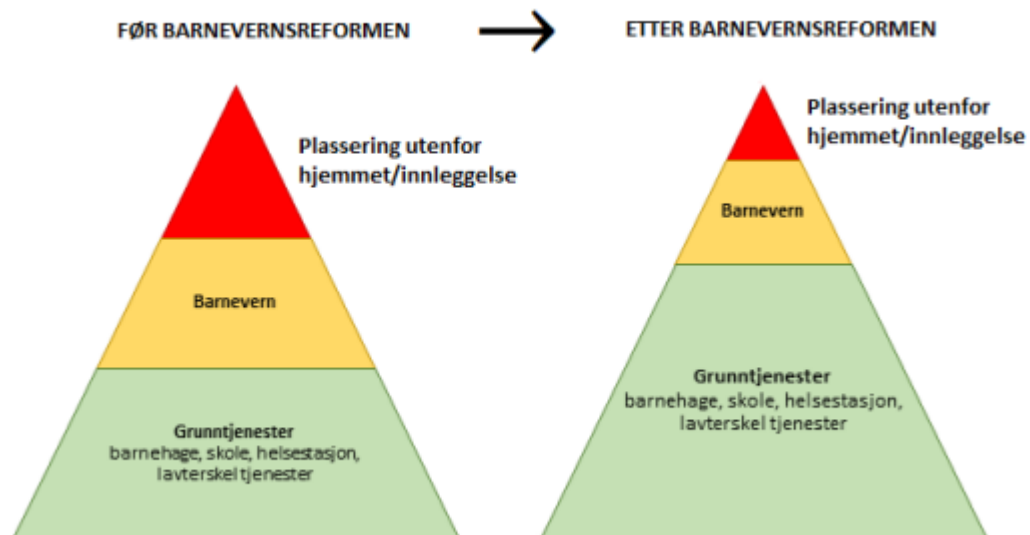 FØR BARNEVERNSREFORMEN
ETTER BARNEVERNSREFORMEN
Plassering utenfor
hjemmet/innleggelse
Barnevern
Grunntjenester
barnehage, skole, helsestasjon,
lavterskel tjenester
Plassering utenfor
hjemmet/innleggelse
Barnevern
Grunntjenester
barnehage, skole, helsestasjon,
lavterskel tjenester